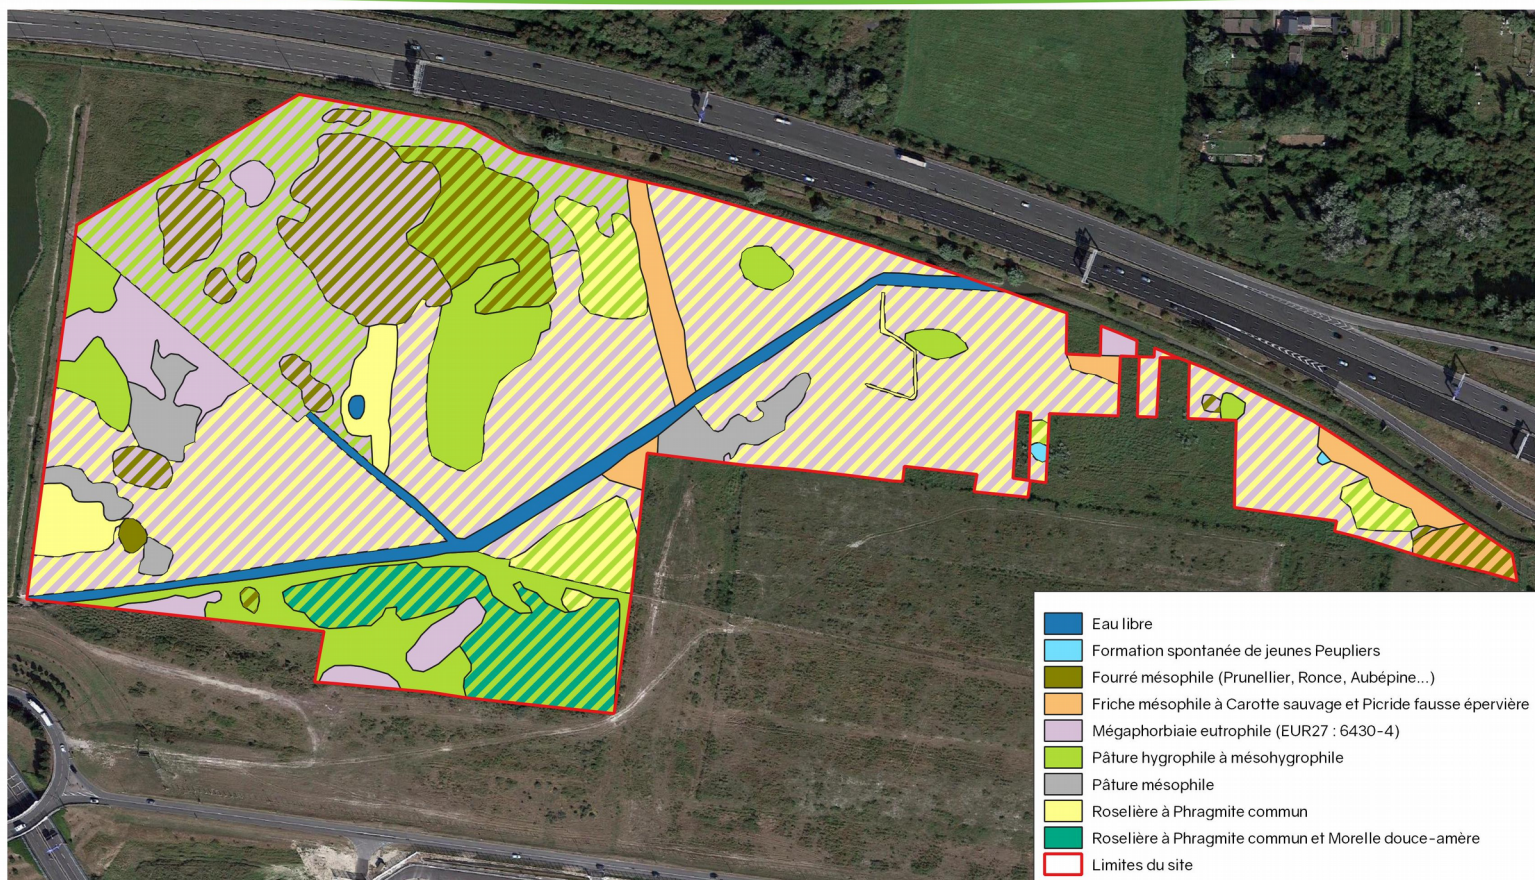 Eau libre
Formation spontanée de jeunes Peupliers
Fourré mésophile (Prunellier, Ronce, Aubépine...)
Friche mésophile à Carotte sauvage et Picride fausse épervière
Mégaphorbiaie eutrophile (EUR27 : 6430-4)
Pâture hygrophile à mésohygrophile
Pâture mésophile
Roselière à Phragmite commun
Roselière à Phragmite commun et Morelle douce-amère
Limites du site